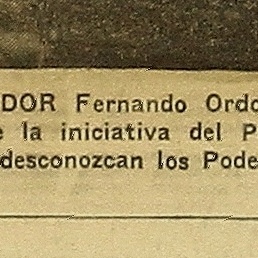 DOR Fernando Ordo
e la iniciativa del P
desconozcan los Pode